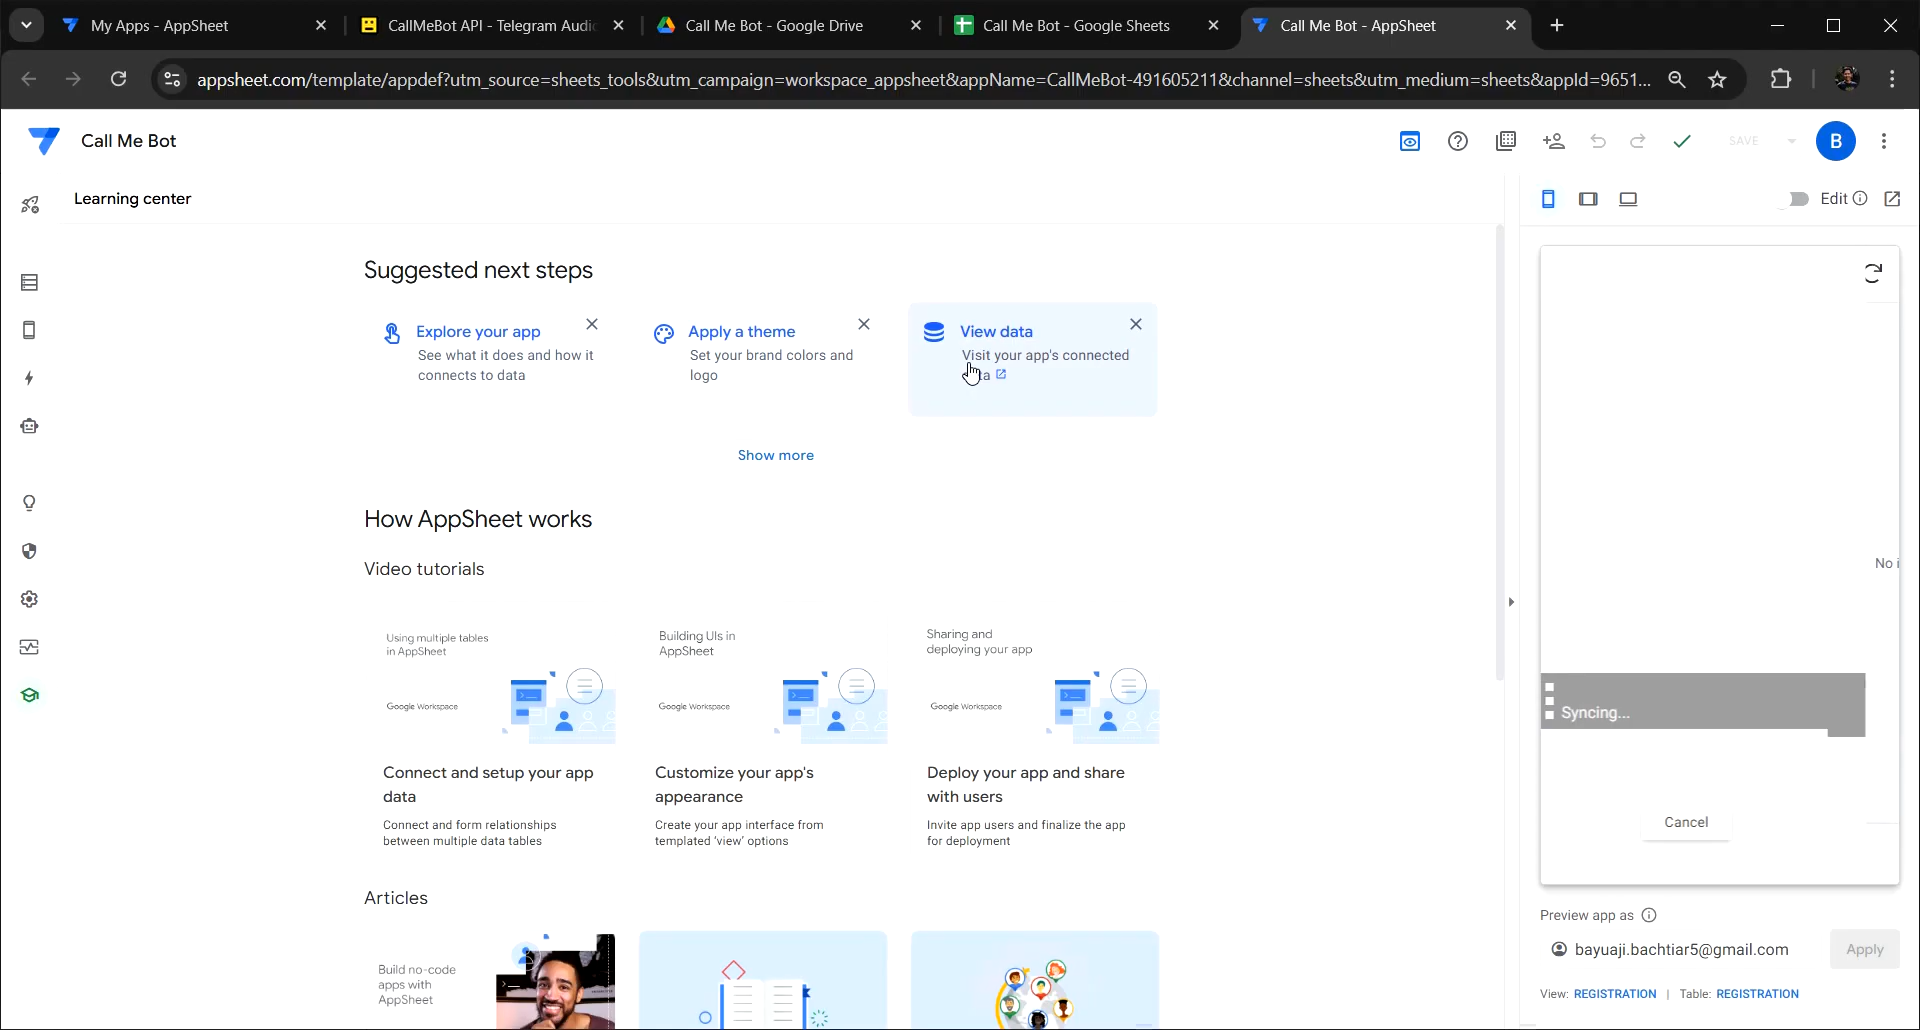 My Apps - AppSheet
CallMeBot API - Telegram Audio
Call Me Bot - Google Drive
Call Me Bot - Google Sheets
Call Me Bot - AppSheet
appsheet.com/template/appdef?utm_source=sheets_tools&utm_campaign=workspace_appsheet&appName=CallMeBot-491605211&channel=sheets&utm_medium=sheets&appId=9651...
Call Me Bot
SAVE
B
Learning center
Edit
Suggested next steps
Explore your app
See what it does and how it
connects to data
Apply a theme
Set your brand colors and
logo
View data
Visit your app's connected
ta
Show more
How AppSheet works
Video tutorials
Using multiple tables
in AppSheet
Google Workspace
Building UIs in
AppSheet
Google Workspace
Sharing and
deploying your app
Google Workspace
Connect and setup your app
data
Connect and form relationships
between multiple data tables
Customize your app's
appearance
Create your app interface from
templated 'view' options
Deploy your app and share
with users
Invite app users and finalize the app
for deployment
Articles
Build no-code
apps with
AppSheet
No i
Syncing...
Cancel
Preview app as
bayuaji.bachtiar5@gmail.com
Apply
View: REGISTRATION | Table: REGISTRATION